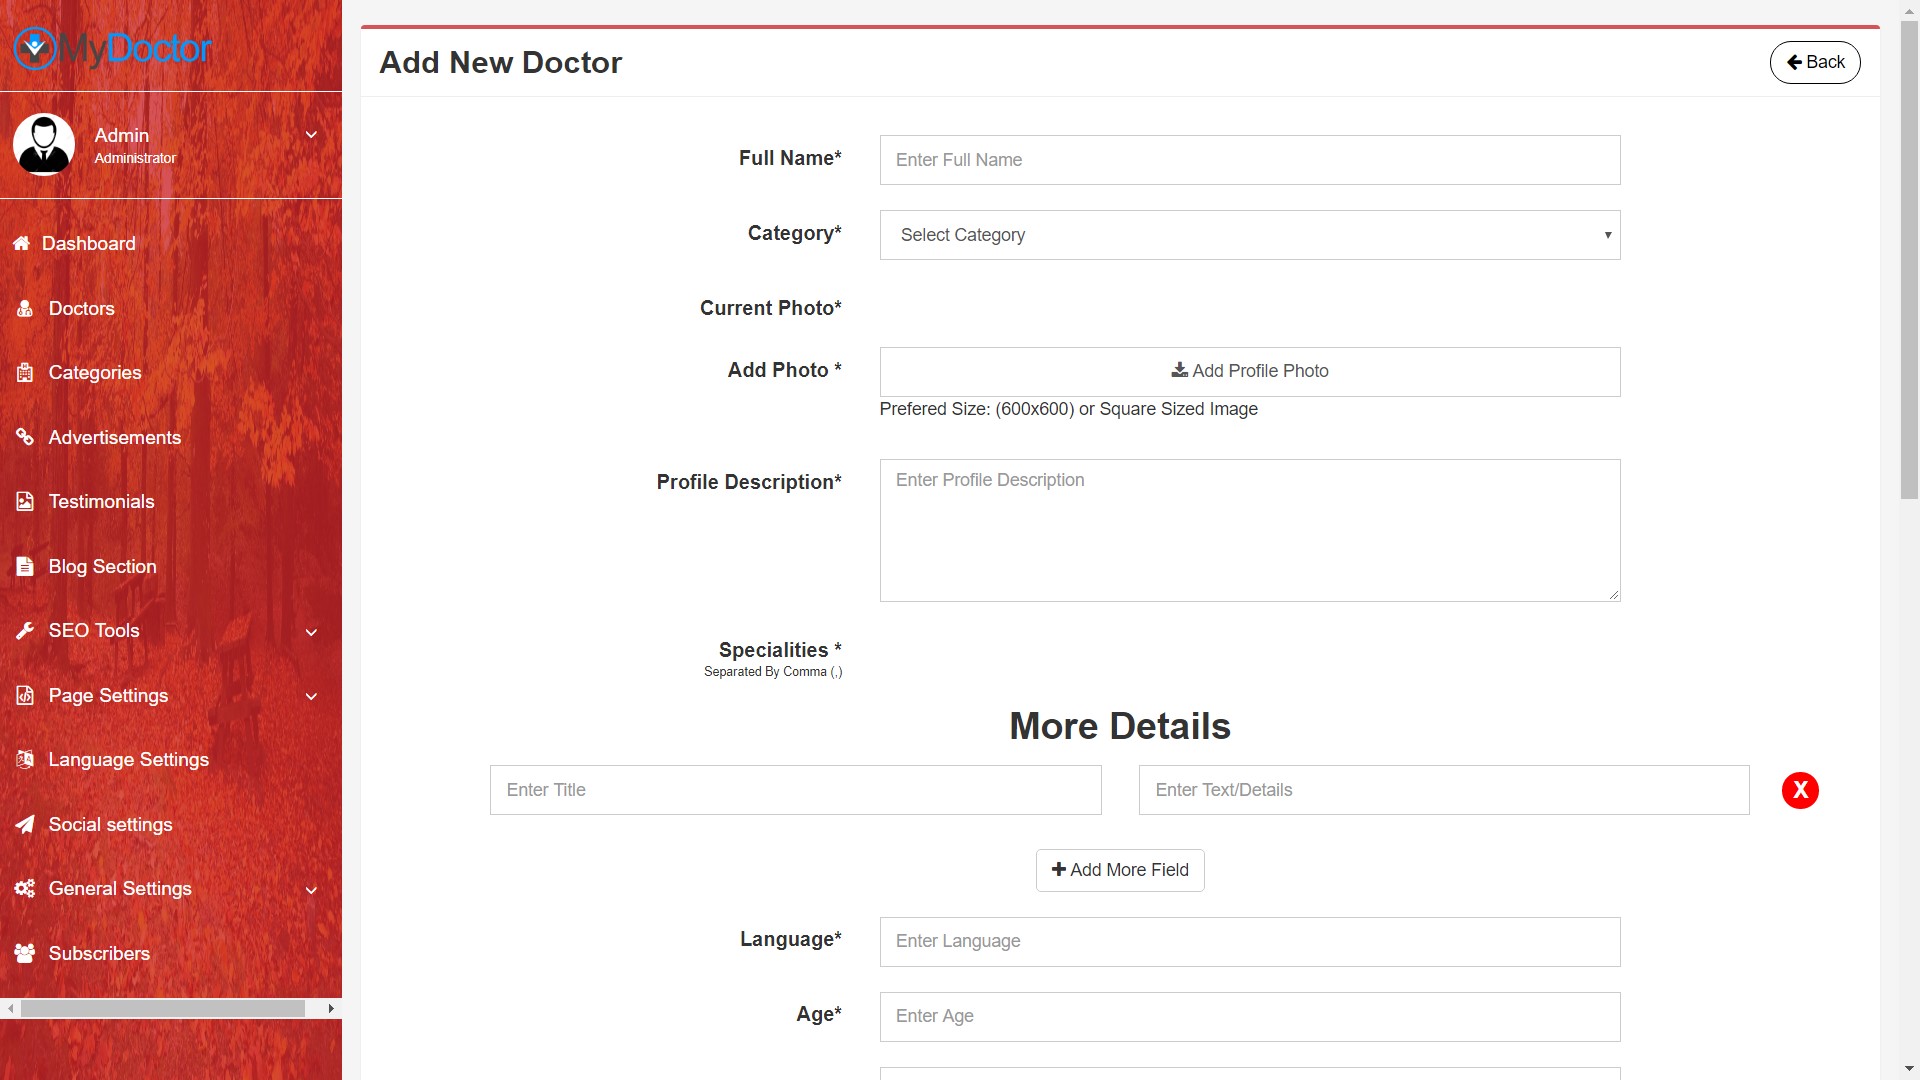 MyDoctor
Admin
Administrator
Dashboard
Doctors
Categories
Advertisements
Testimonials
Blog Section
SEO Tools
Page Settings
Language Settings
Social settings
General Settings
Subscribers
Add New Doctor
Back
Full Name*
Enter Full Name
Category*
Select Category
Current Photo*
Add Photo *
Add Profile Photo
Prefered Size: (600x600) or Square Sized Image
Profile Description*
Enter Profile Description
Specialities *
Separated By Comma (,)
More Details
Enter Title
Enter Text/Details
X
Add More Field
Language*
Enter Language
Age*
Enter Age